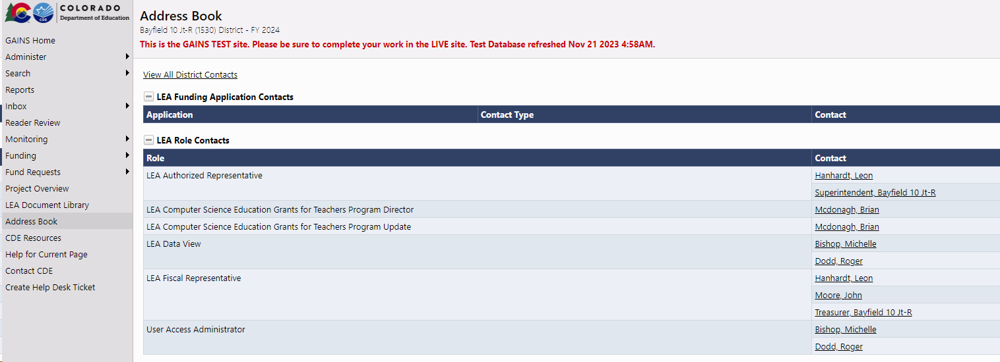 COLORADO
Department of Education
CDE
GAINS Home
Administer
Search
Reports
Inbox
Reader Review
Monitoring
Funding
Fund Requests
Project Overview
LEA Document Library
Address Book
CDE Resources
Help for Current Page
Contact CDE
Create Help Desk Ticket
Address Book
Bayfield 10 Jt-R (1530) District - FY 2024
This is the GAINS TEST site. Please be sure to complete your work in the LIVE site. Test Database refreshed Nov 21 2023 4:58AM.
View All District Contacts
LEA Funding Application Contacts
Application Contact Type Contact
LEA Role Contacts
Role Contact
LEA Authorized Representative Hanhardt, Leon
Superintendent, Bayfield 10 Jt-R
LEA Computer Science Education Grants for Teachers Program Director Mcdonagh, Brian
LEA Computer Science Education Grants for Teachers Program Update Mcdonagh, Brian
LEA Data View Bishop, Michelle
Dodd, Roger
LEA Fiscal Representative Hanhardt, Leon
Moore, John
Treasurer, Bayfield 10 Jt-R
User Access Administrator Bishop, Michelle
Dodd, Roger